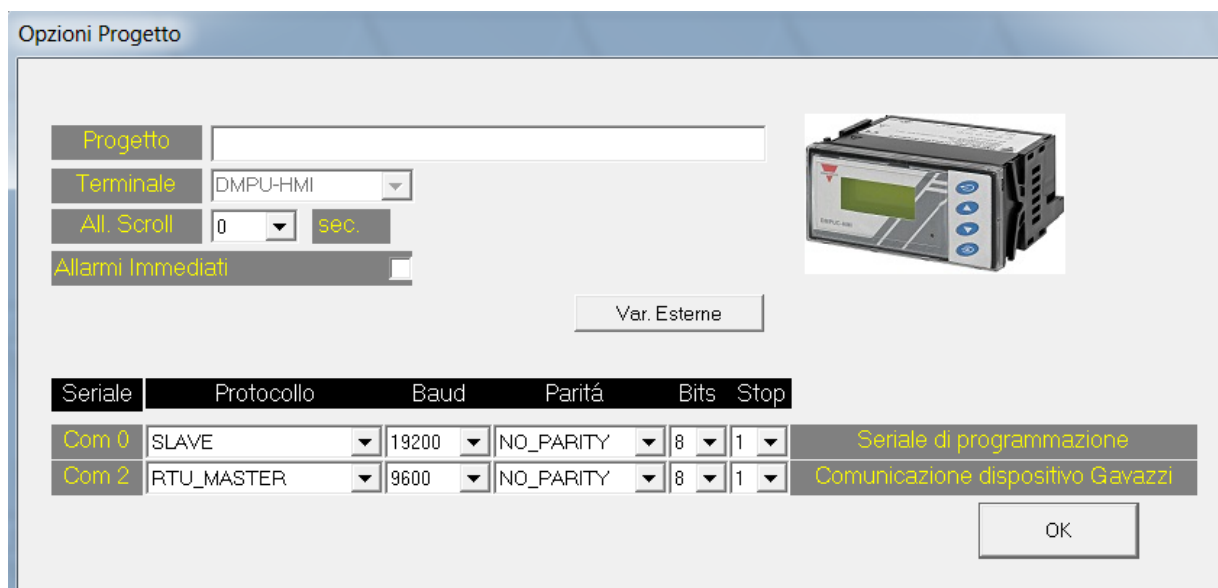 Opzioni Progetto
Progetto
Terminale DMPU-HMI
All. Scroll 0 sec.
Allarmi Immediati
Var. Esterne
Seriale Protocollo Baud Paritá Bits Stop
Com 0 SLAVE 19200 NO_PARITY 8 1 Seriale di programmazione
Com 2 RTU_MASTER 9600 NO_PARITY 8 1 Comunicazione dispositivo Gavazzi
OK